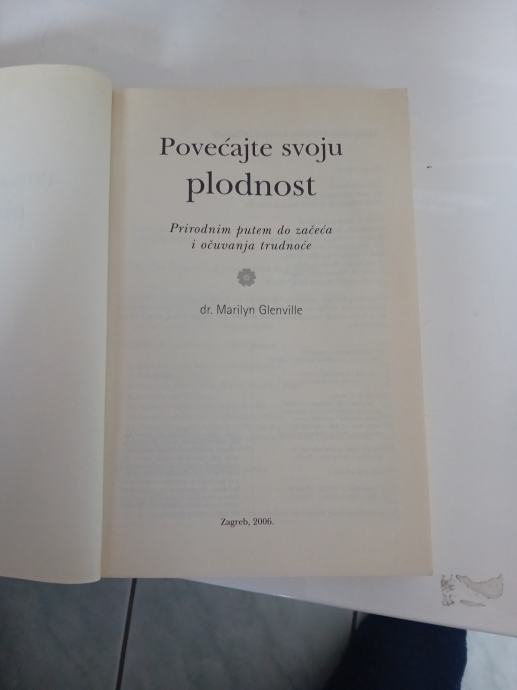 Povećajte svoju
plodnost
Prirodnim putem do začeća
i očuvanja trudnoće
dr. Marilyn Glenville
Zagreb, 2006.